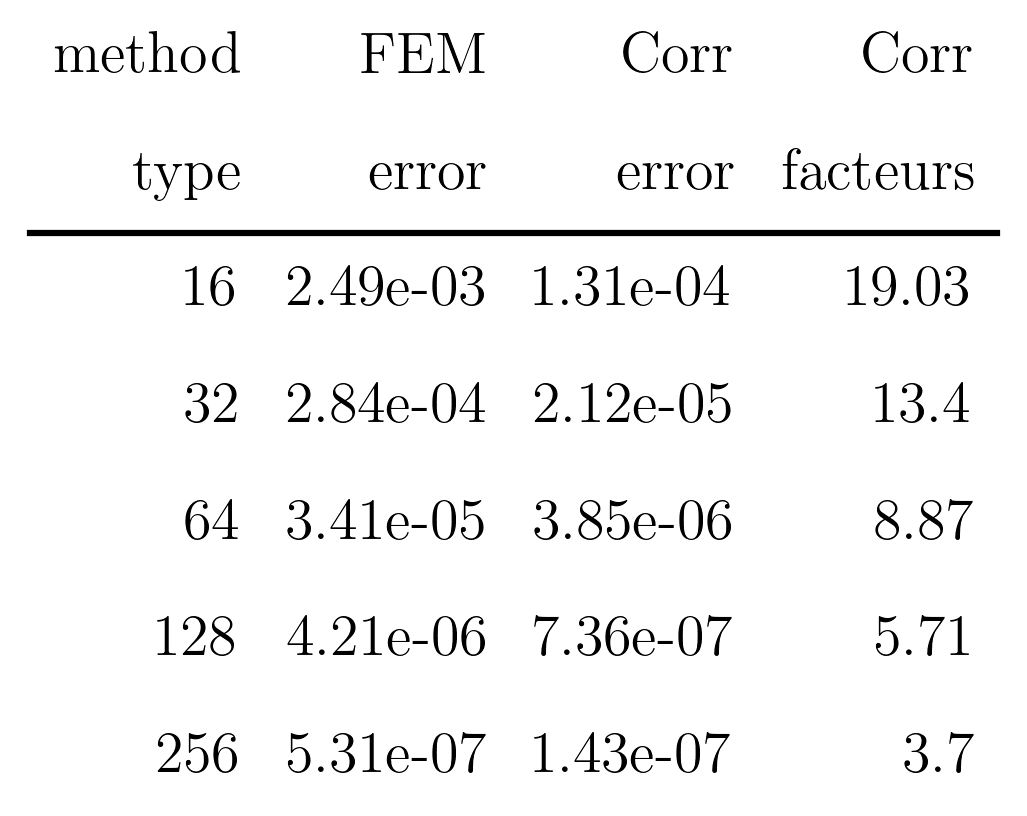 method FEM Corr Corr
type error error facteurs
16 2.49e-03 1.31e-04 19.03
32 2.84e-04 2.12e-05 13.4
64 3.41e-05 3.85e-06 8.87
128 4.21e-06 7.36e-07 5.71
256 5.31e-07 1.43e-07 3.7